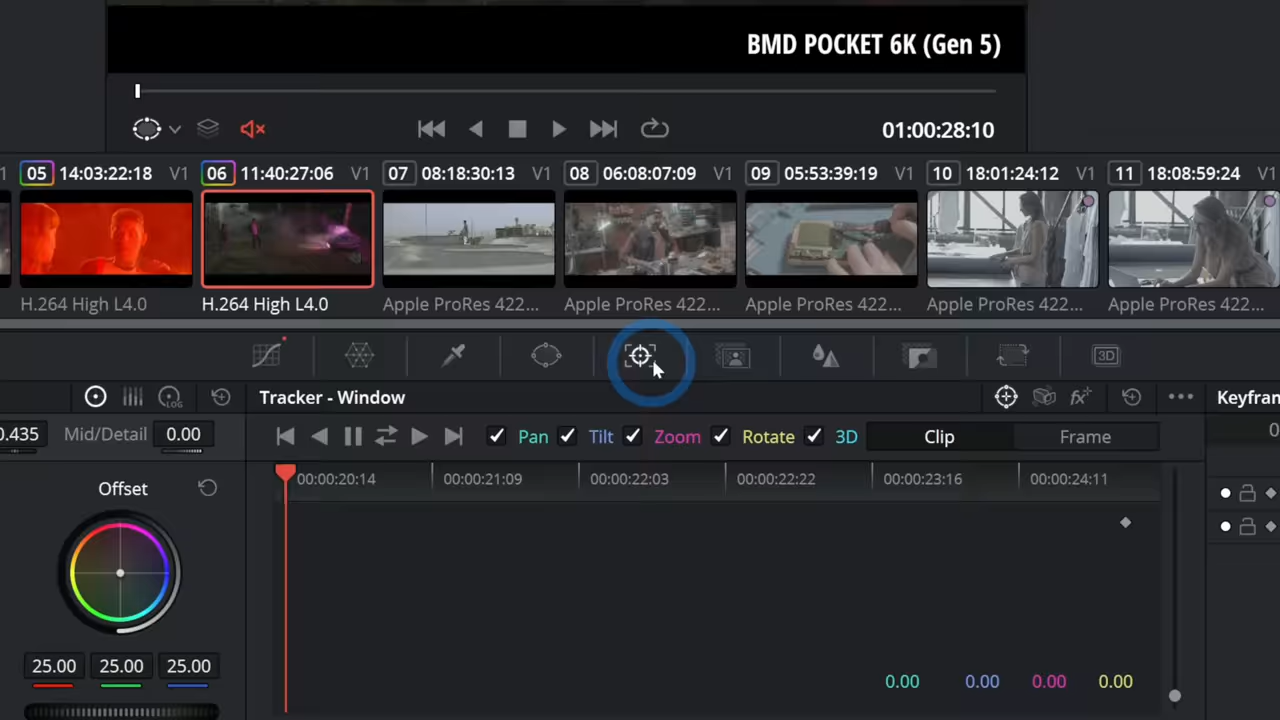 BMD POCKET 6K (Gen 5)
01:00:28:10
1 05 14:03:22:18 V1 06 11:40:27:06 V1 07 08:18:30:13 V1 08 06:08:07:09 V1 09 05:53:39:19 V1 10 18:01:24:12 V1 11 18:08:59:24 V1
H.264 High L4.0 H.264 High L4.0 Apple ProRes 422... Apple ProRes 422... Apple ProRes 422... Apple ProRes 422... Apple ProRes 422...
3D
LOG Tracker - Window fx Keyfran
0.435 Mid/Detail 0.00 Pan Tilt Zoom Rotate 3D Clip Frame 0
00:00:20:14 00:00:21:09 00:00:22:03 00:00:22:22 00:00:23:16 00:00:24:11
Offset
25.00 25.00 25.00 0.00 0.00 0.00 0.00